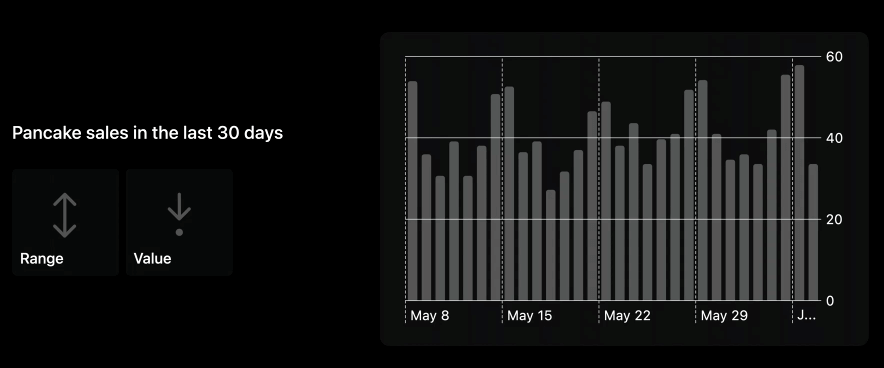 Pancake sales in the last 30 days
Range
Value
60
40
20
0
May 8
May 15
May 22
May 29
J...